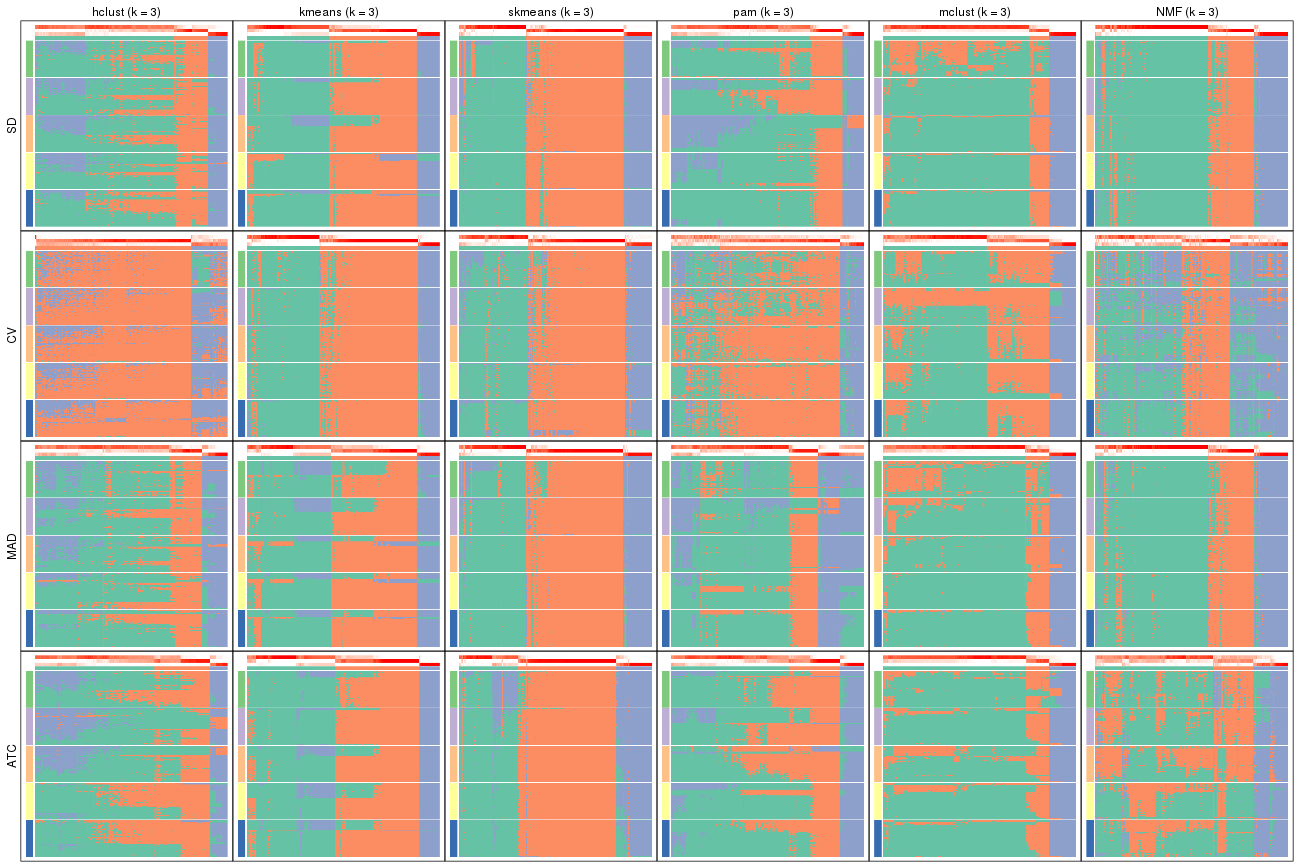 hclust (k = 3) kmeans (k = 3) skmeans (k = 3) pam (k = 3) mclust (k = 3) NMF (k = 3)
SD
CV
MAD
ATC